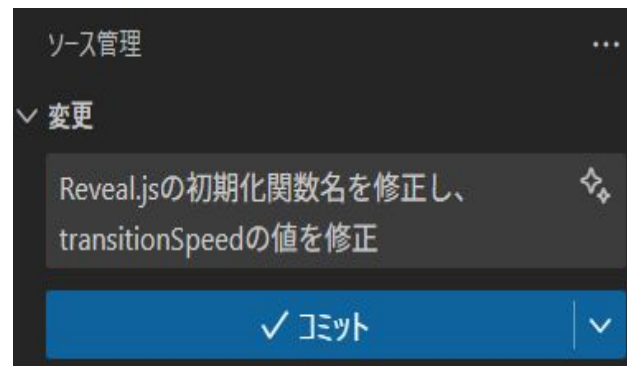 ソース管理
変更
Reveal.jsの初期化関数名を修正し、
transitionSpeedの値を修正
コミット